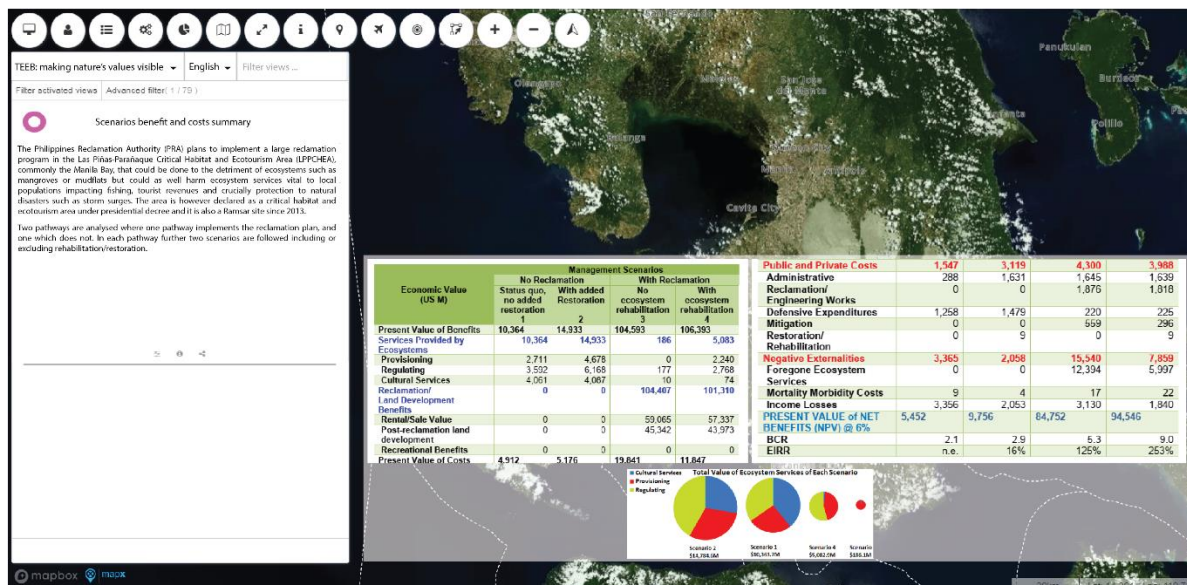 TEEB: making nature's values visible English Filter views ...
Filter activated views Advanced filter( 1 / 79 )
Scenarios benefit and costs summary
The Philippines Reclamation Authority (PRA) plans to implement a large reclamation
program in the Las Piñas-Parañaque Critical Habitat and Ecotourism Area (LPPCHEA),
commonly the Manila Bay, that could be done to the detriment of ecosystems such as
mangroves or mudflats but could as well harm ecosystem services vital to local
populations impacting fishing, tourist revenues and crucially protection to natural
disasters such as storm surges. The area is however declared as a critical habitat and
ecotourism area under presidential decree and it is also a Ramsar site since 2013.
Two pathways are analysed where one pathway implements the reclamation plan, and
one which does not. In each pathway further two scenarios are followed including or
excluding rehabilitation/restoration.
mapbox mapx
Olongapo
Balanga
San Jose
del Monte
Cavite City
Panukulan
Burdeos
Polillo
Management Scenarios
Economic Value
(US M)
No Reclamation With Reclamation
Status quo,
no added
restoration
1
With added
Restoration
2
No
ecosystem
rehabilitation
3
With
ecosystem
rehabilitation
4
Present Value of Benefits 10,364 14,933 104,593 106,393
Services Provided by
Ecosystems 10,364 14,933 186 5,083
Provisioning 2,711 4,678 0 2,240
Regulating 3,592 6,168 177 2,768
Cultural Services 4,061 4,087 10 74
Reclamation/
Land Development
Benefits 0 0 104,407 101,310
Rental/Sale Value 0 0 59,065 57,337
Post-reclamation land
development 0 0 45,342 43,973
Recreational Benefits 0 0 0 0
Present Value of Costs 4,912 5,176 19,841 11,847
Public and Private Costs 1,547 3,119 4,300 3,988
Administrative 288 1,631 1,645 1,639
Reclamation/
Engineering Works 0 0 1,876 1,818
Defensive Expenditures 1,258 1,479 220 225
Mitigation 0 0 559 296
Restoration/
Rehabilitation 0 9 0 9
Negative Externalities 3,365 2,058 15,540 7,859
Foregone Ecosystem
Services 0 0 12,394 5,997
Mortality Morbidity Costs 9 4 17 22
Income Losses 3,356 2,053 3,130 1,840
PRESENT VALUE of NET
BENEFITS (NPV) @ 6% 5,452 9,756 84,752 94,546
BCR 2.1 2.9 5.3 9.0
EIRR n.e. 16% 125% 253%
Total Value of Ecosystem Services of Each Scenario
Cultural Services
Provisioning
Regulating
Scenario 2 Scenario 1 Scenario 4 Scenario